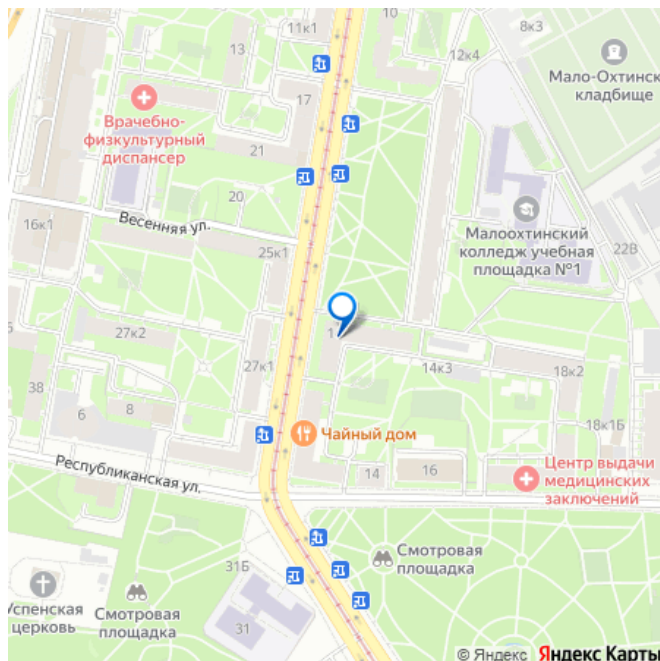 11к1
10
8к3
13
12к4
Мало-Охтинск
кладбище
17
Врачебно-
физкультурный
диспансер
21
20
Весенняя ул.
16к1
Малоохтинский
колледж учебная
площадка №1
22В
25к1
27к2
27к1
14к3
18к2
38
6
8
18к1Б
Чайный дом
Республиканская ул.
14
16
Центр выдачи
медицинских
заключений
31Б
Смотровая
площадка
Успенская
церковь
Смотровая
площадка
31
© Яндекс Яндекс Карты